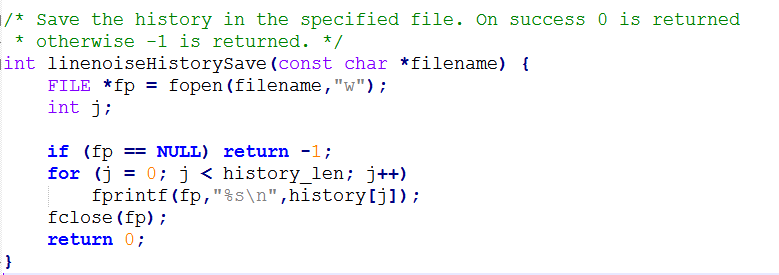 /* Save the history in the specified file. On success 0 is returned
 * otherwise -1 is returned. */
int linenoiseHistorySave(const char *filename) {
    FILE *fp = fopen(filename,"w");
    int j;

    if (fp == NULL) return -1;
    for (j = 0; j < history_len; j++)
        fprintf(fp,"%s\n",history[j]);
    fclose(fp);
    return 0;
}